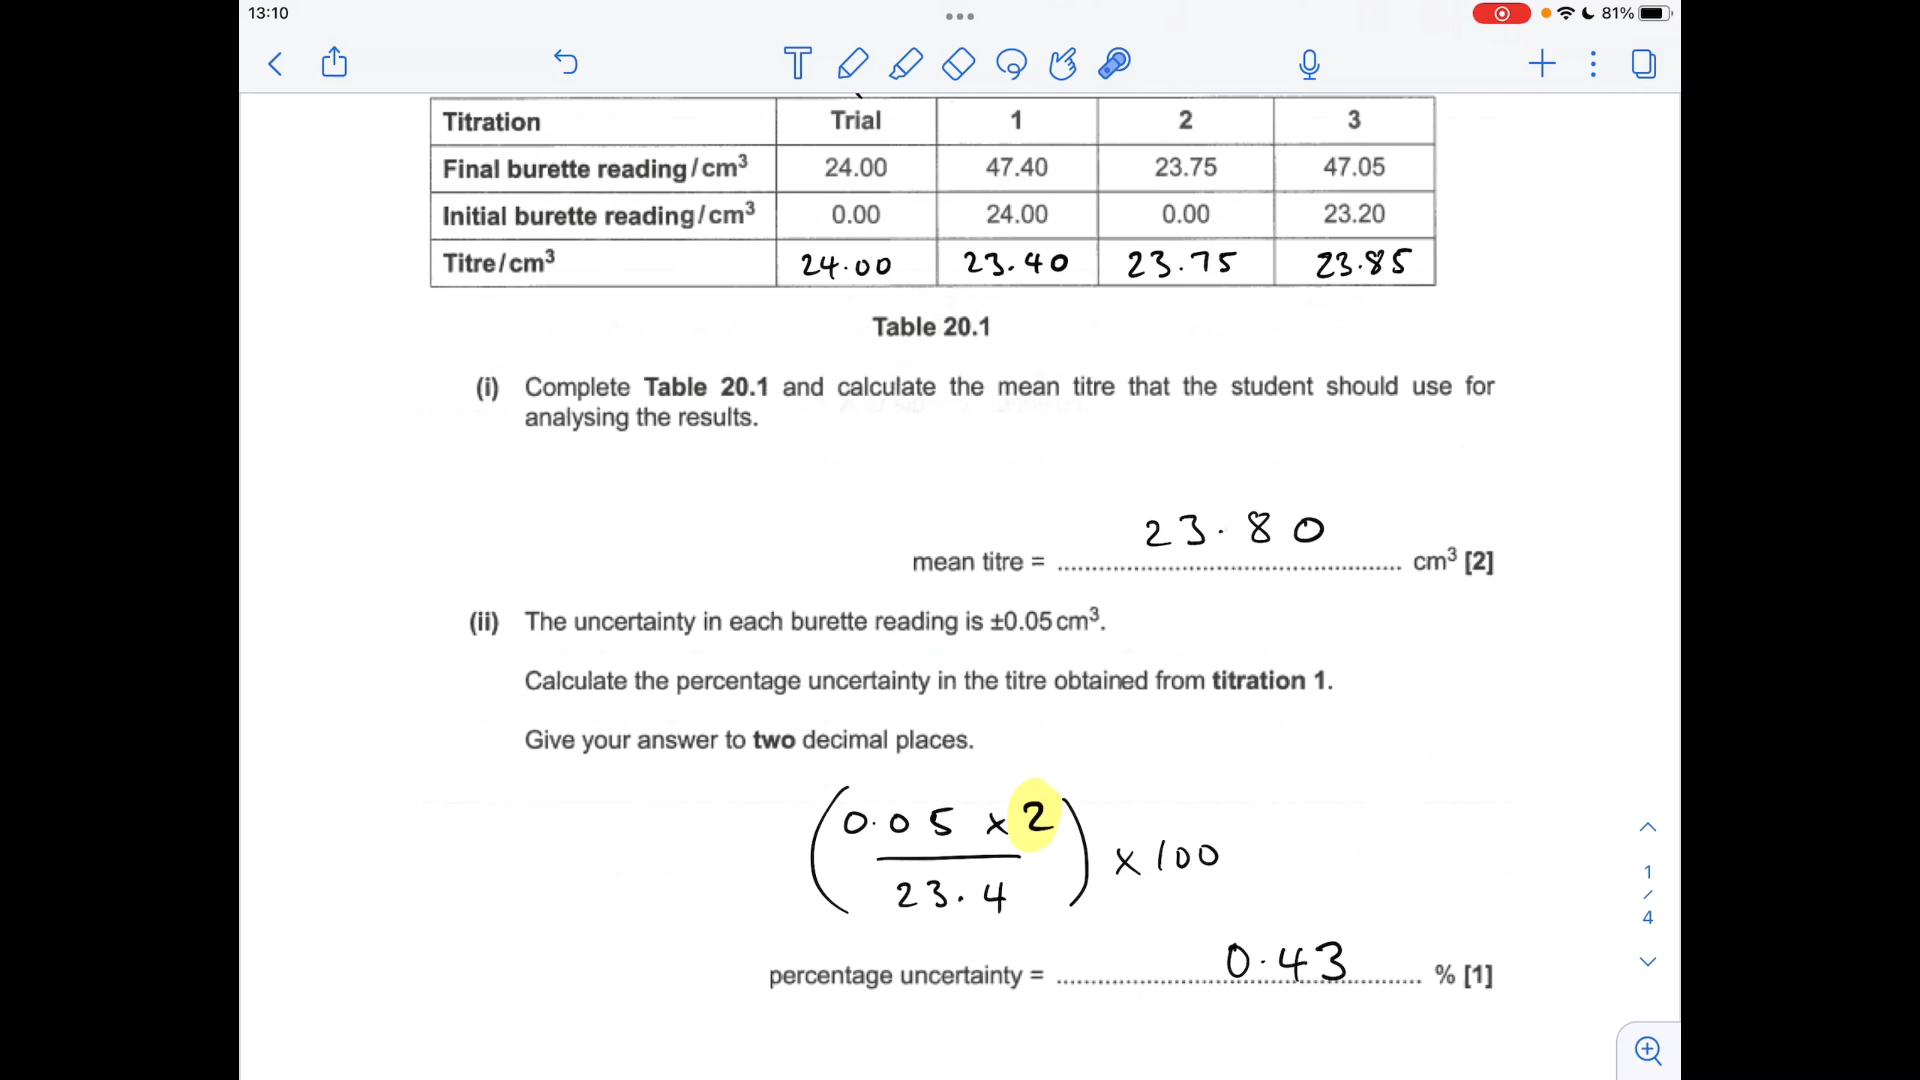 13:10
81%
Titration Trial 1 2 3
Final burette reading/cm³ 24.00 47.40 23.75 47.05
Initial burette reading/cm³ 0.00 24.00 0.00 23.20
Titre/cm³ 24.00 23.40 23.75 23.85
Table 20.1
(i) Complete Table 20.1 and calculate the mean titre that the student should use for
analysing the results.
23.80
mean titre = .................................................. cm³ [2]
(ii) The uncertainty in each burette reading is ±0.05 cm³.
Calculate the percentage uncertainty in the titre obtained from titration 1.
Give your answer to two decimal places.
(0.05 × 2
23.4) × 100
percentage uncertainty = ......................0.43........... % [1]
1
/
4